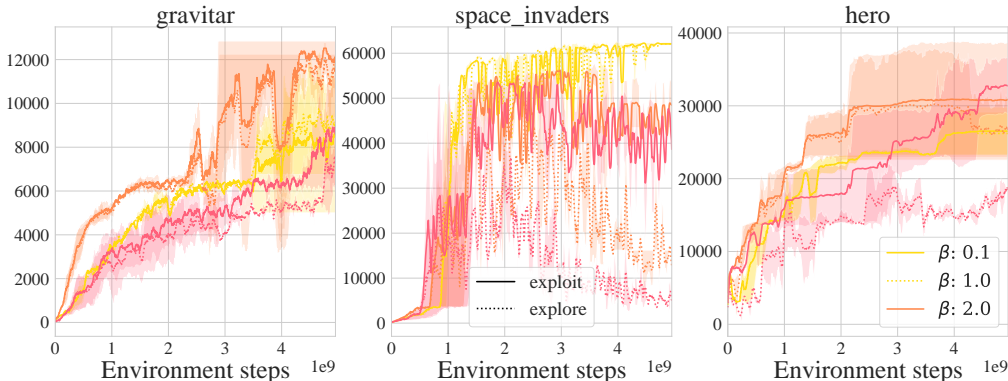 gravitar
12000
10000
8000
6000
4000
2000
0
0 1 2 3 4
Environment steps 1e9
space_invaders
60000
50000
40000
30000
20000
10000
0
exploit
explore
0 1 2 3 4
Environment steps 1e9
hero
40000
30000
20000
10000
0
β: 0.1
β: 1.0
β: 2.0
0 1 2 3 4
Environment steps 1e9